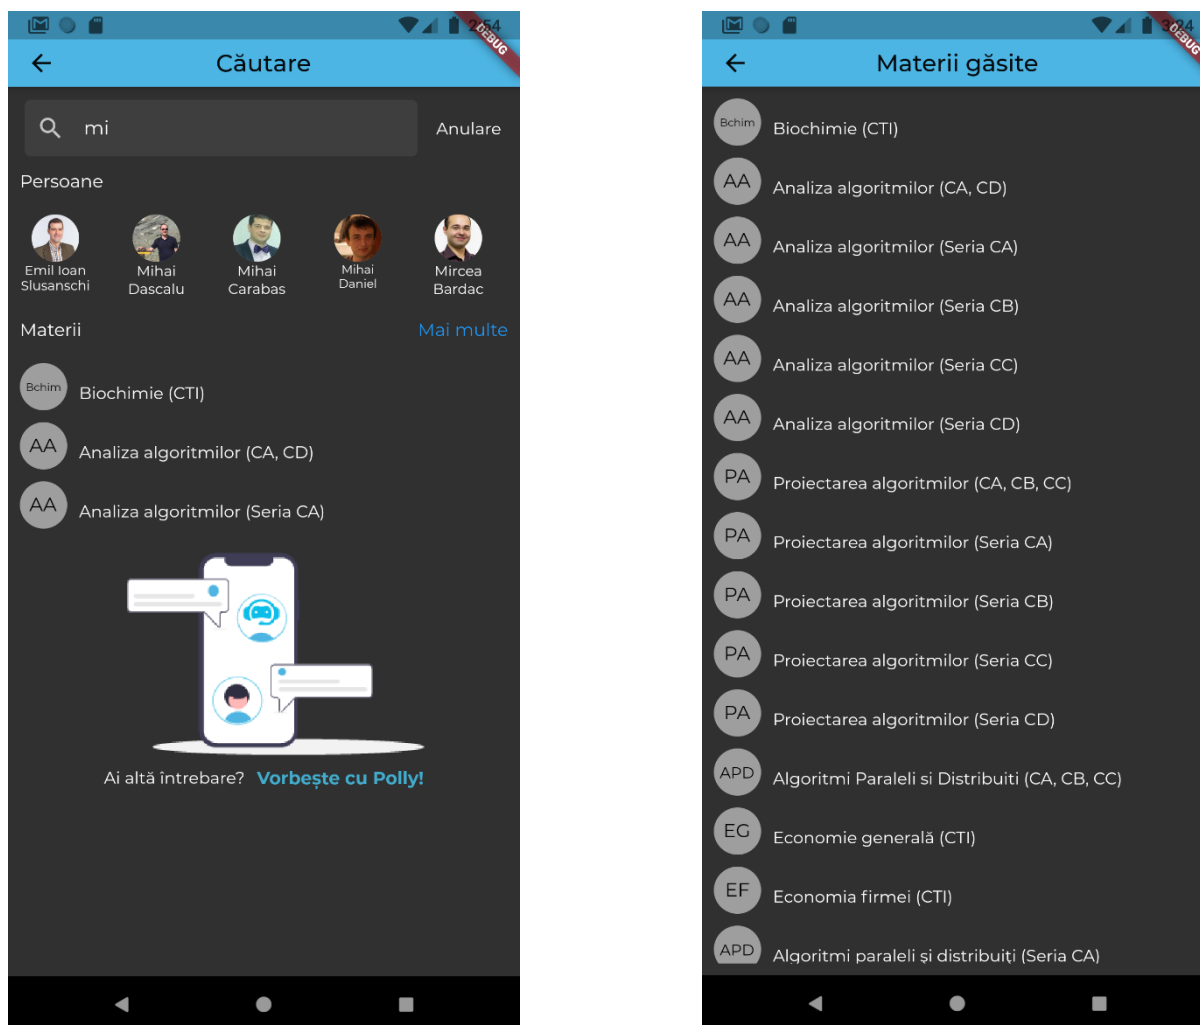 2:54
DEBUG
Căutare
mi
Anulare
Persoane
Emil Ioan
Slusanschi
Mihai
Dascalu
Mihai
Carabas
Mihai
Daniel
Mircea
Bardac
Materii
Mai multe
Bchim
Biochimie (CTI)
AA
Analiza algoritmilor (CA, CD)
AA
Analiza algoritmilor (Seria CA)
Ai altă întrebare? Vorbește cu Polly!
3:24
DEBUG
Materii găsite
Bchim
Biochimie (CTI)
AA
Analiza algoritmilor (CA, CD)
AA
Analiza algoritmilor (Seria CA)
AA
Analiza algoritmilor (Seria CB)
AA
Analiza algoritmilor (Seria CC)
AA
Analiza algoritmilor (Seria CD)
PA
Proiectarea algoritmilor (CA, CB, CC)
PA
Proiectarea algoritmilor (Seria CA)
PA
Proiectarea algoritmilor (Seria CB)
PA
Proiectarea algoritmilor (Seria CC)
PA
Proiectarea algoritmilor (Seria CD)
APD
Algoritmi Paraleli si Distribuiti (CA, CB, CC)
EG
Economie generală (CTI)
EF
Economia firmei (CTI)
APD
Algoritmi paraleli și distribuiți (Seria CA)